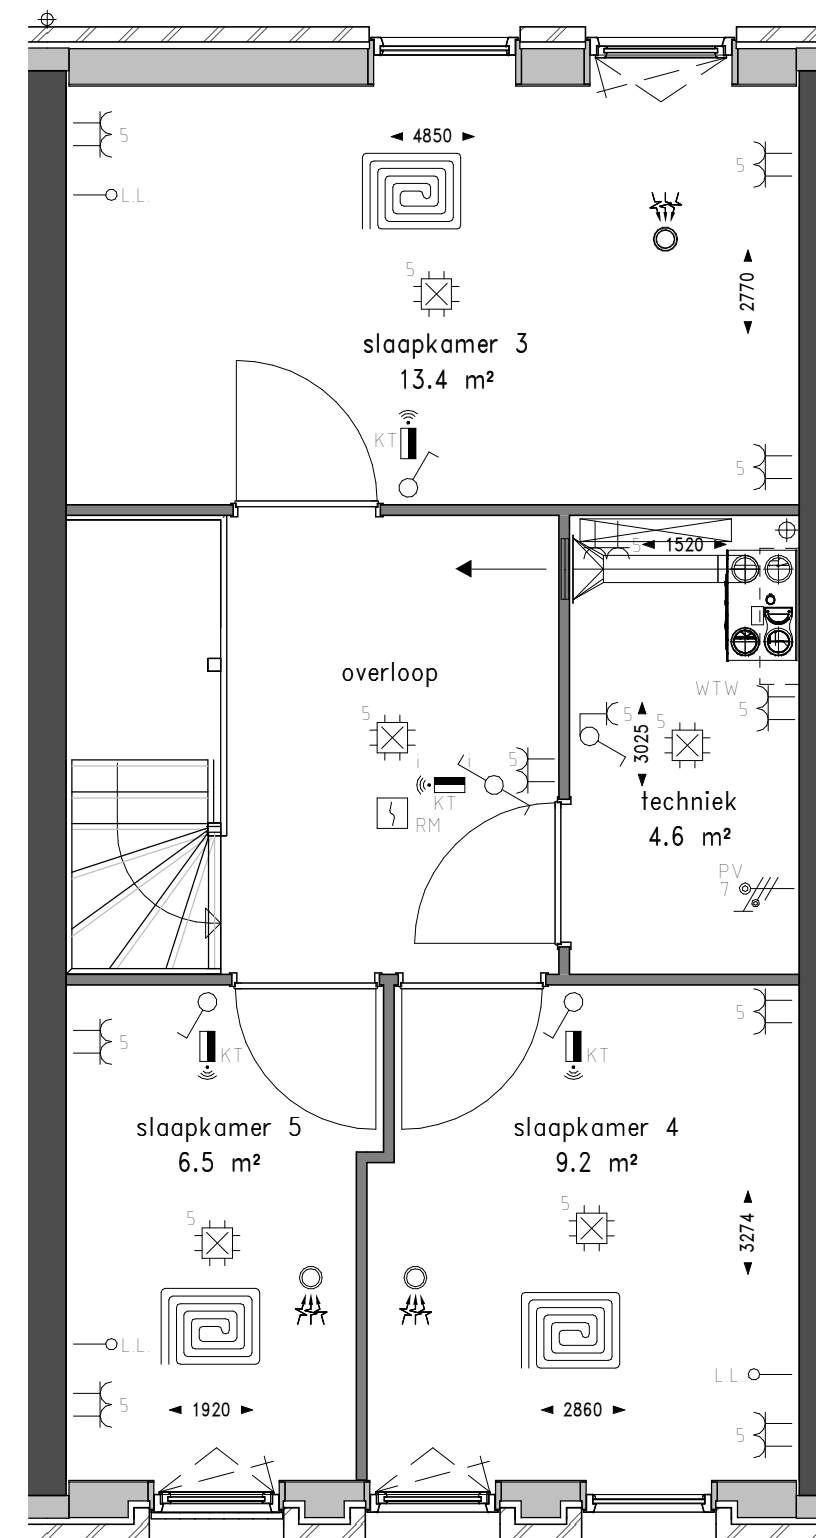 4850
5
5
L.L.
5
2770
slaapkamer 3
13.4 m²
KT
5
5
1520
overloop
WTW
5
5
5
5
3025
i
i
5
KT
RM
techniek
4.6 m²
PV
7
5
5
KT
KT
slaapkamer 5
6.5 m²
slaapkamer 4
9.2 m²
5
5
3274
L.L.
L.L.
5
1920
2860
5